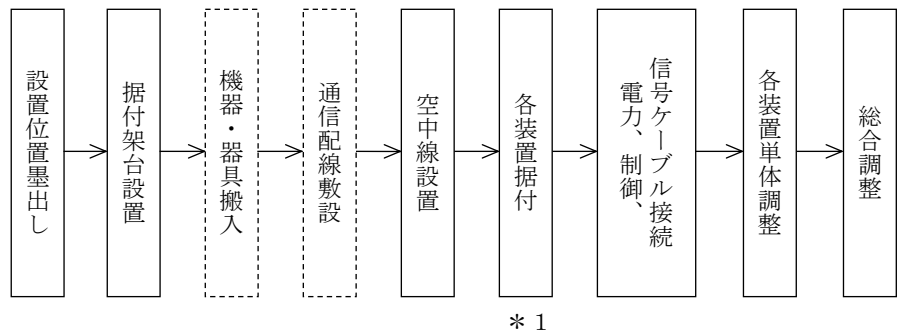 設置位置墨出し
据付架台設置
機器・器具搬入
通信配線敷設
空中線設置
各装置据付
信号ケーブル接続
電力、制御、
各装置単体調整
総合調整
＊1